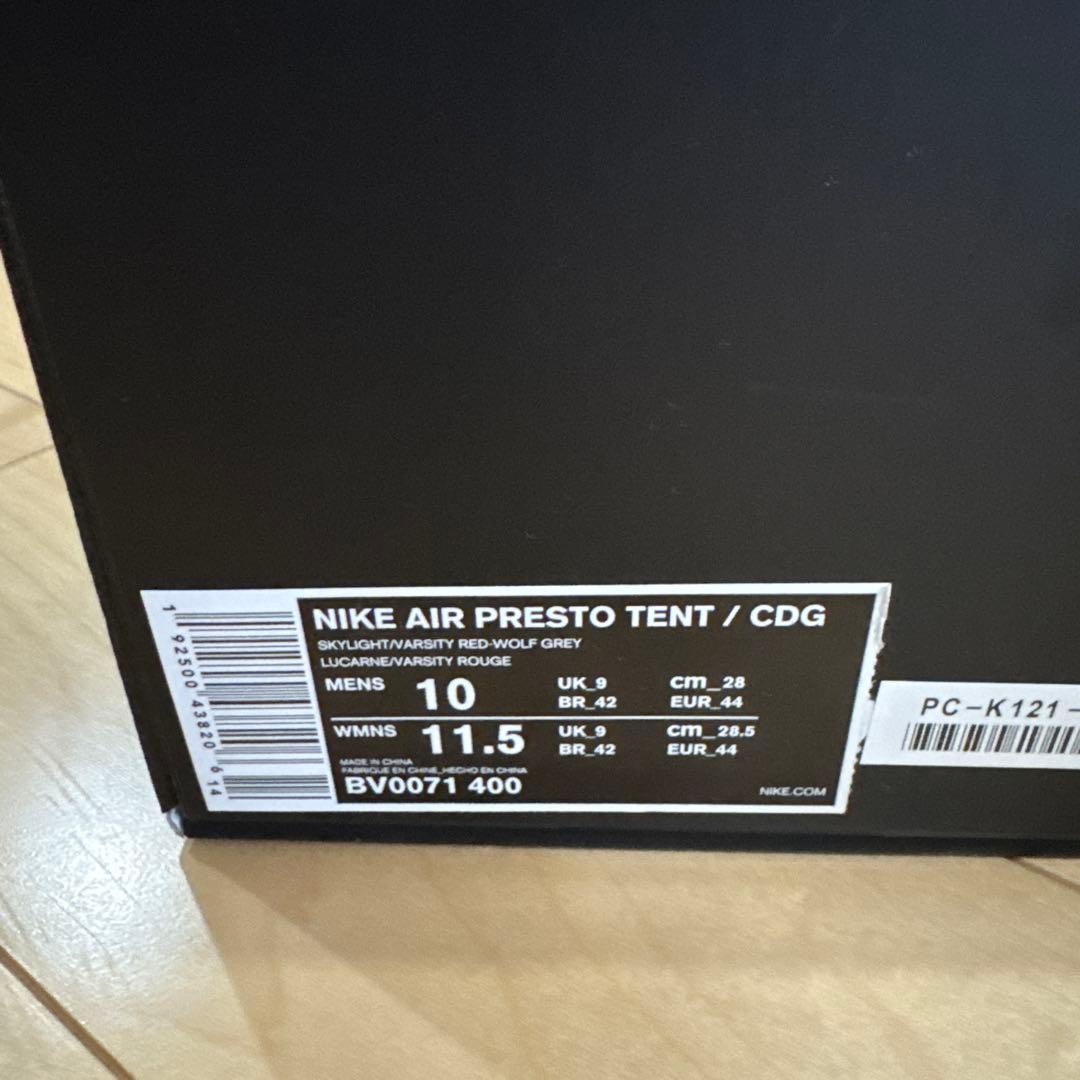 NIKE AIR PRESTO TENT / CDG
SKYLIGHT/VARSITY RED-WOLF GREY
LUCARNE/VARSITY ROUGE
MENS 10 UK_9 cm_28
BR_42 EUR_44
WMNS 11.5 UK_9 cm_28.5
BR_42 EUR_44
MADE IN CHINA
FABRIQUE EN CHINE_HECHO EN CHINA
BV0071 400
NIKE.COM
1 92500 43820 6 14
PC-K121-